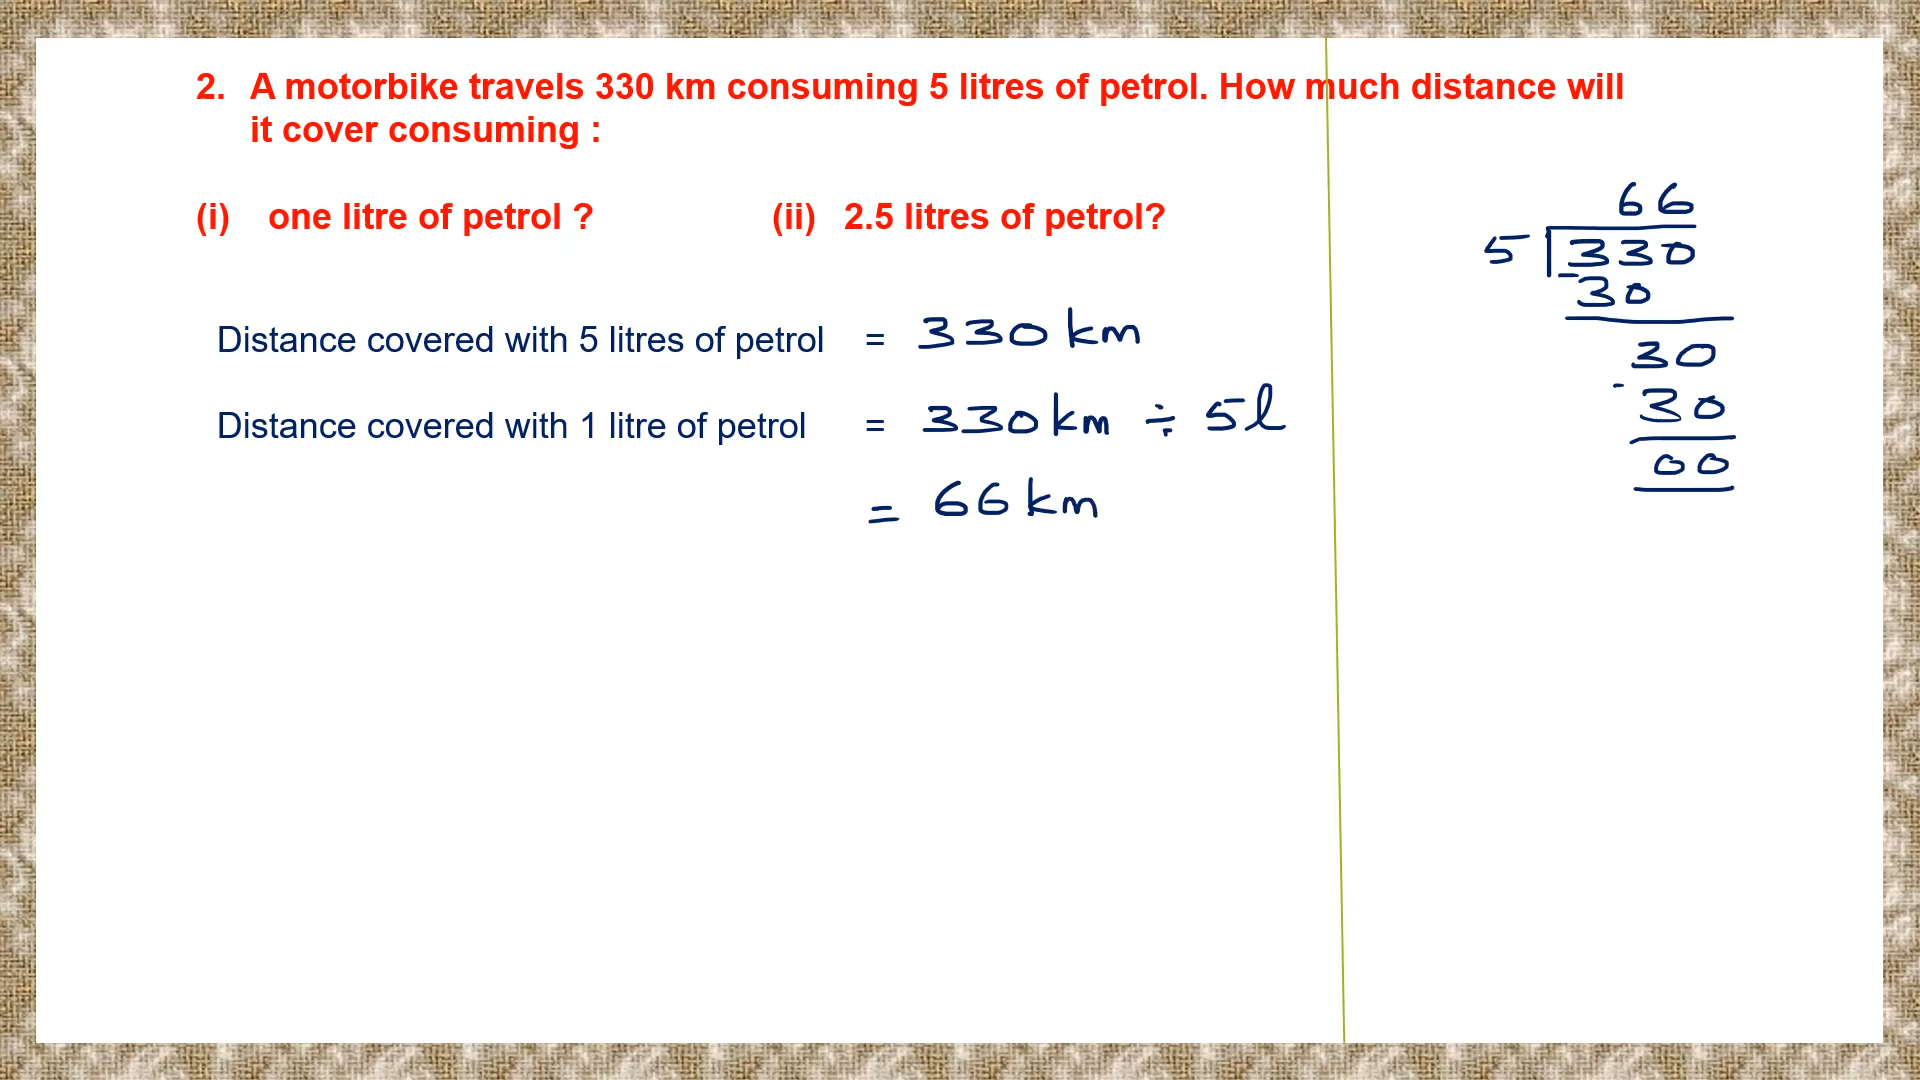 2. A motorbike travels 330 km consuming 5 litres of petrol. How much distance will
it cover consuming :
(i) one litre of petrol ? (ii) 2.5 litres of petrol?
Distance covered with 5 litres of petrol = 330 km
Distance covered with 1 litre of petrol = 330 km ÷ 5 l
= 66 km
66
5 330
- 30
30
- 30
00